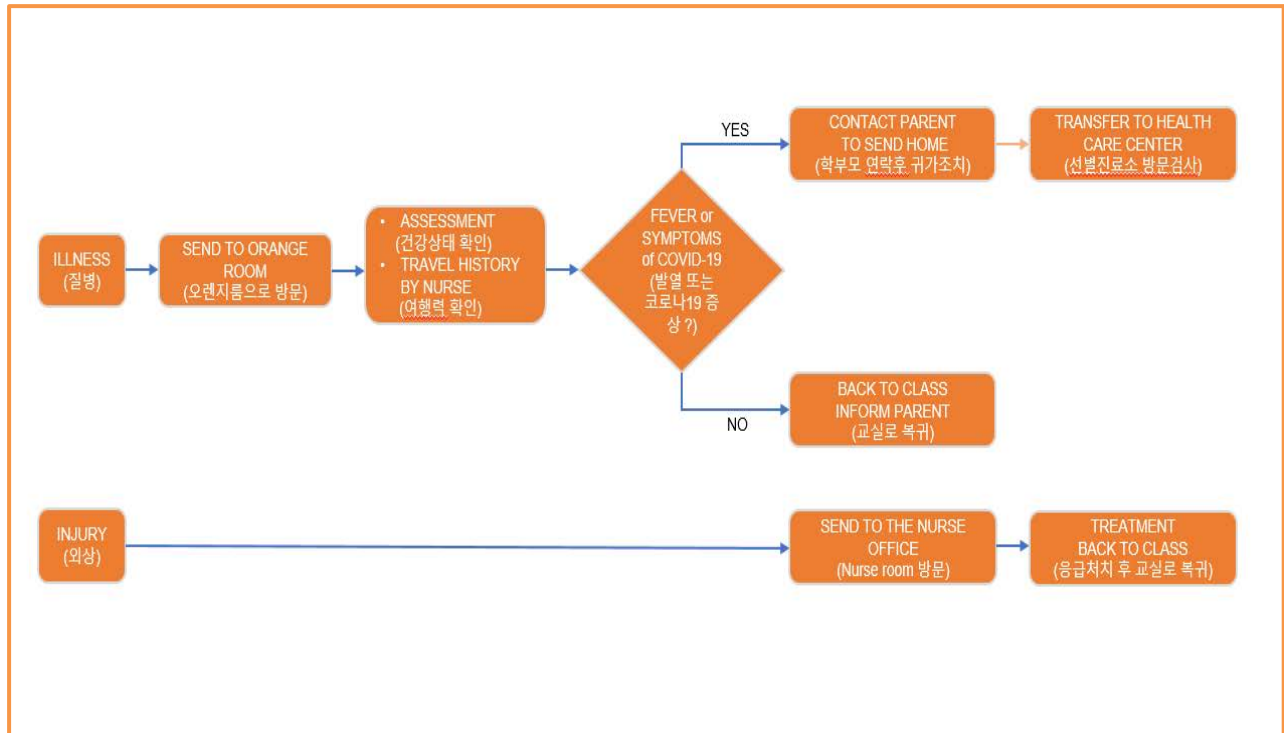 ILLNESS
(질병)
SEND TO ORANGE
ROOM
(오렌지룸으로 방문)
• ASSESSMENT
(건강상태 확인)
• TRAVEL HISTORY
BY NURSE
(여행력 확인)
FEVER or
SYMPTOMS
of COVID-19
(발열 또는
코로나19 증
상 ?)
YES
CONTACT PARENT
TO SEND HOME
(학부모 연락후 귀가조치)
TRANSFER TO HEALTH
CARE CENTER
(선별진료소 방문검사)
NO
BACK TO CLASS
INFORM PARENT
(교실로 복귀)
INJURY
(외상)
SEND TO THE NURSE
OFFICE
(Nurse room 방문)
TREATMENT
BACK TO CLASS
(응급처치 후 교실로 복귀)